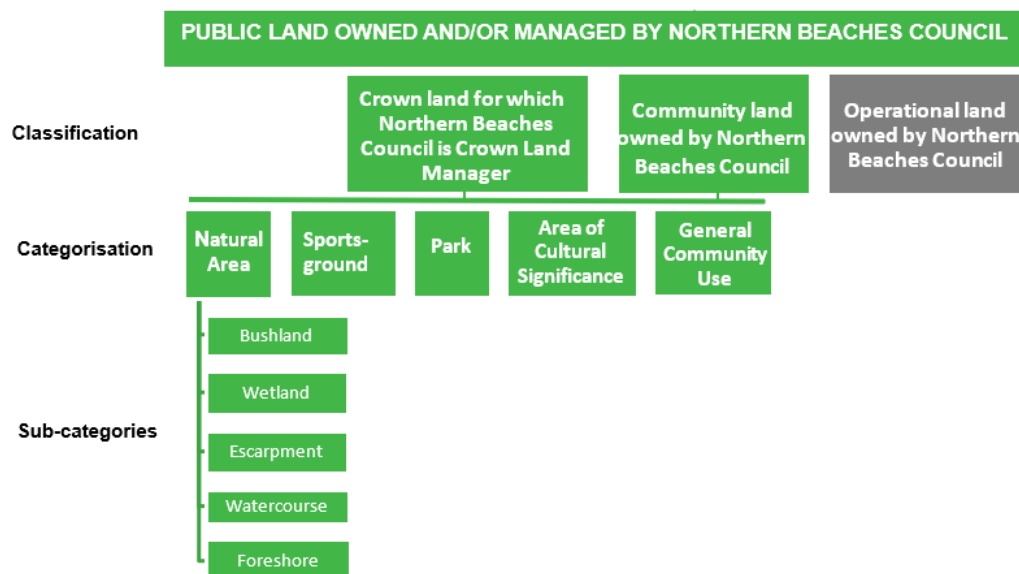 PUBLIC LAND OWNED AND/OR MANAGED BY NORTHERN BEACHES COUNCIL
Classification
Crown land for which
Northern Beaches
Council is Crown Land
Manager
Community land
owned by Northern
Beaches Council
Operational land
owned by Northern
Beaches Council
Categorisation
Natural
Area
Sports-
ground
Park
Area of
Cultural
Significance
General
Community
Use
Sub-categories
Bushland
Wetland
Escarpment
Watercourse
Foreshore